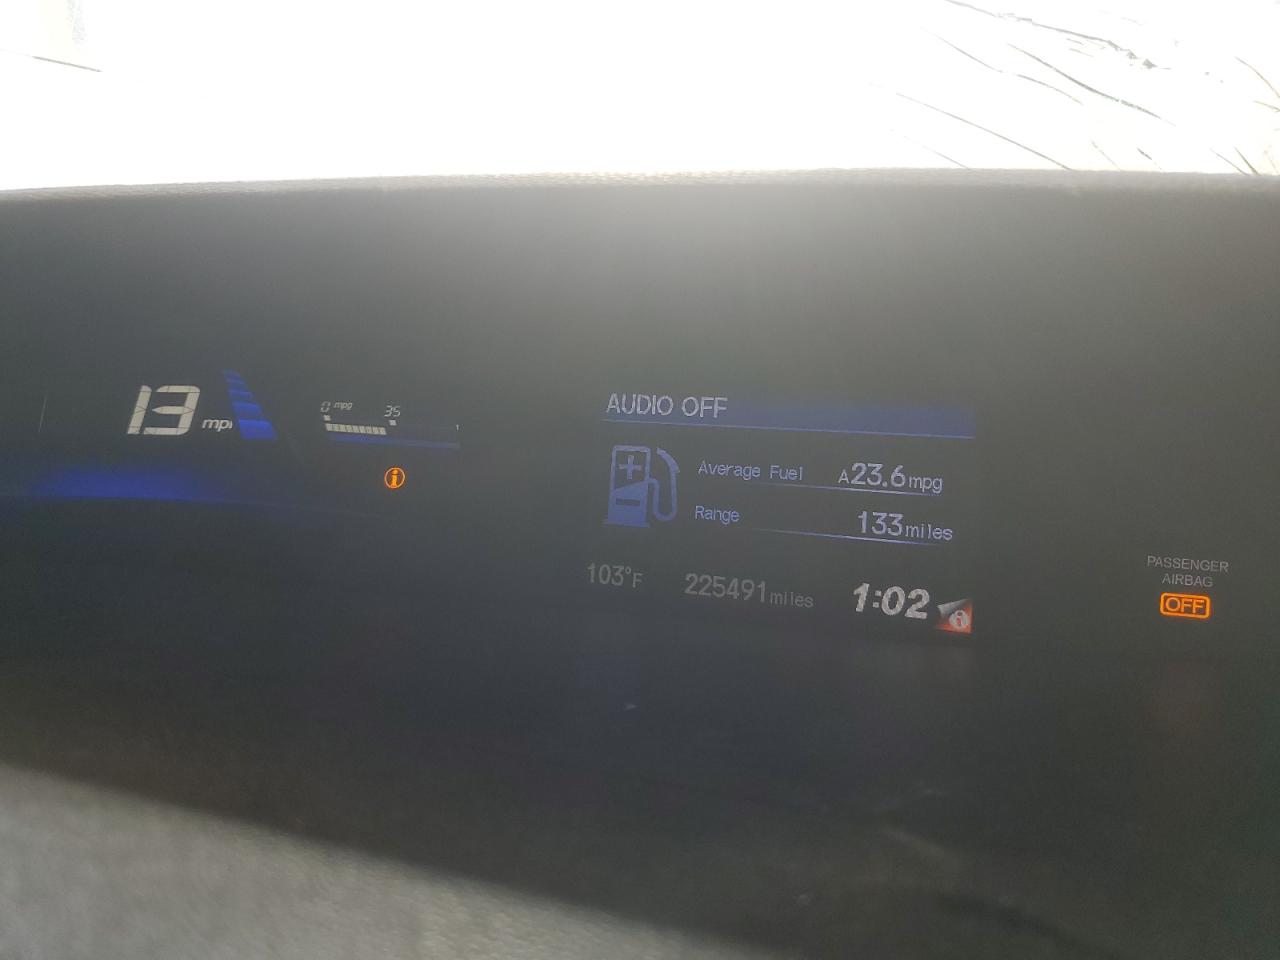 13 mph
0 mpg 35
AUDIO OFF
Average Fuel A23.6mpg
Range 133miles
103°F 225491miles 1:02
PASSENGER
AIRBAG
OFF